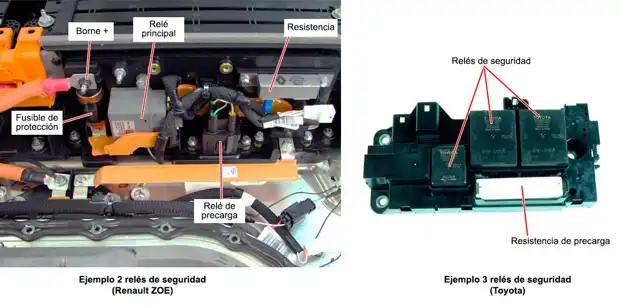 Borne +
Relé
principal
Resistencia
Fusible de
protección
Relé de
precarga
Ejemplo 2 relés de seguridad
(Renault ZOE)
Relés de seguridad
Resistencia de precarga
Ejemplo 3 relés de seguridad
(Toyota)